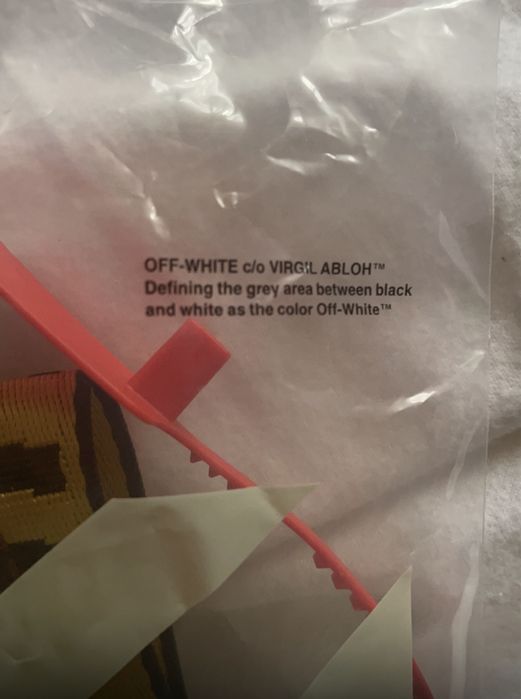 OFF-WHITE c/o VIRGIL ABLOH™
Defining the grey area between black
and white as the color Off-White™